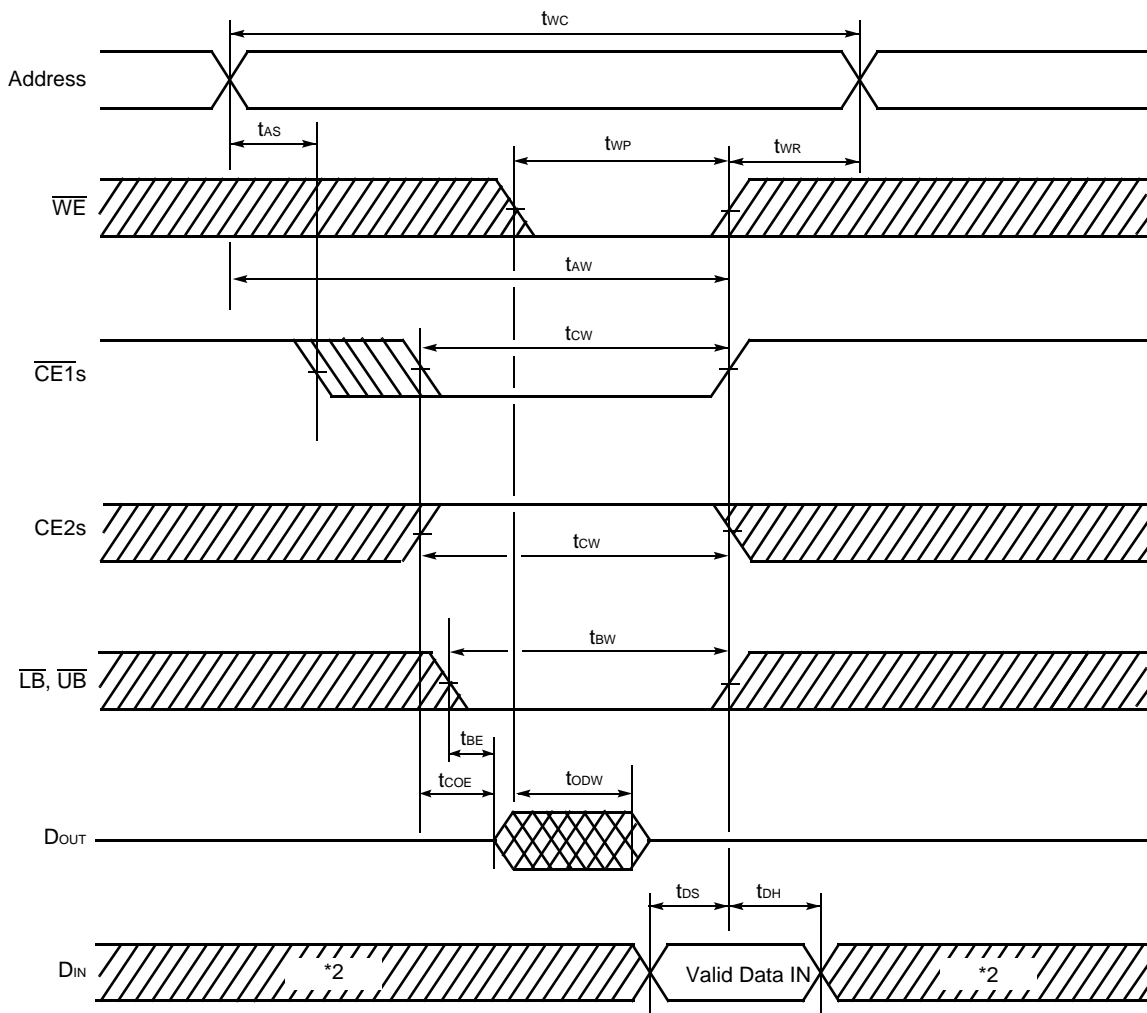 tWC
Address
tAS
tWP
tWR
WE
tAW
tCW
CE1s
CE2s
tCW
tBW
LB, UB
tBE
tCOE
tODW
DOUT
tDS
tDH
DIN
*2
Valid Data IN
*2